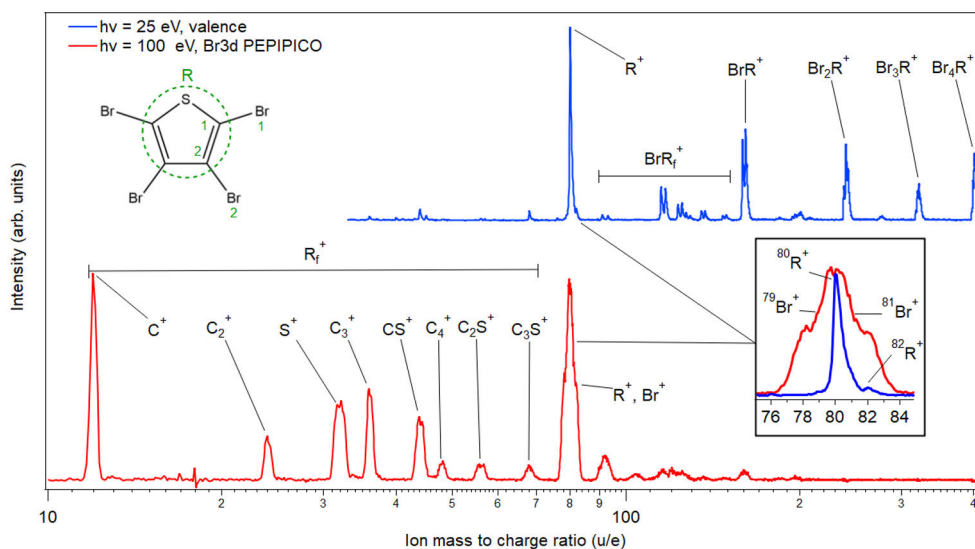 hν = 25 eV, valence
hν = 100 eV, Br3d PEPIPICO
R
S
Br
Br
1
1
2
Br
Br
2
R⁺
BrR⁺
Br₂R⁺
Br₃R⁺
Br₄R⁺
BrR_f⁺
R_f⁺
C⁺
C₂⁺
S⁺
C₃⁺
CS⁺
C₄⁺
C₂S⁺
C₃S⁺
R⁺, Br⁺
⁸⁰R⁺
⁷⁹Br⁺
⁸¹Br⁺
⁸²R⁺
76 78 80 82 84
Intensity (arb. units)
10 2 3 4 5 6 7 8 9 100 2 3 4
Ion mass to charge ratio (u/e)